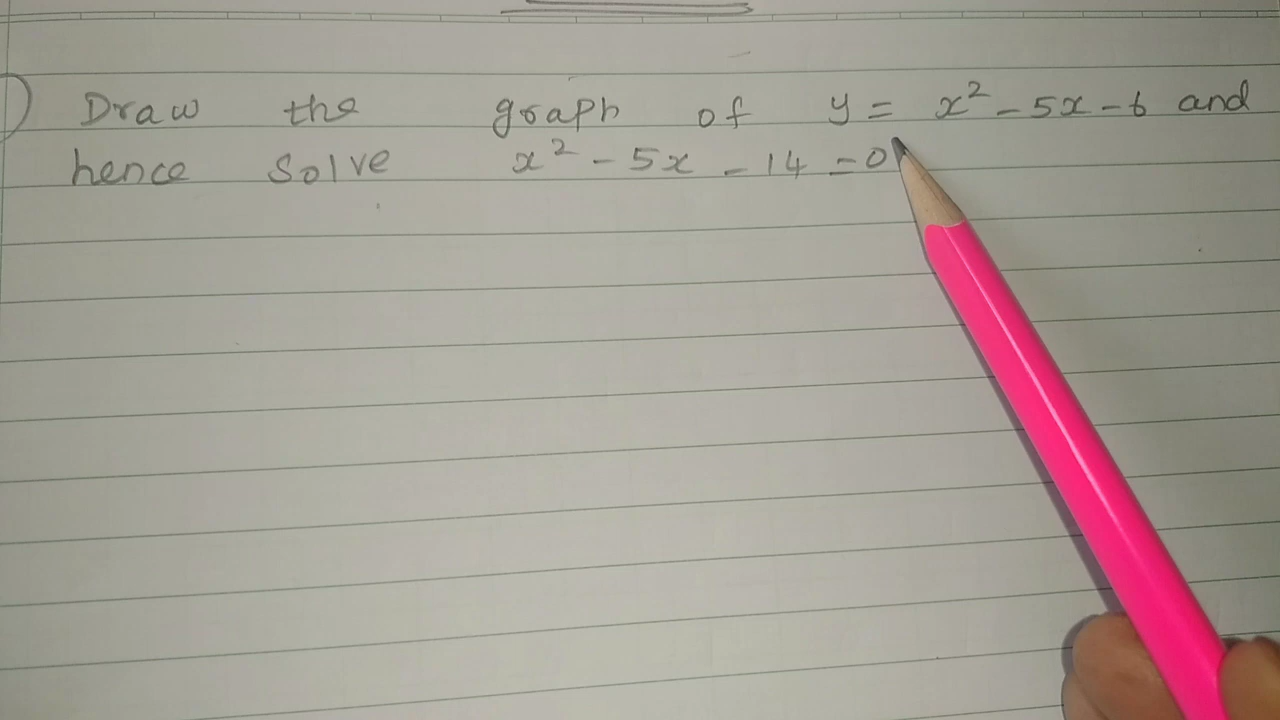 Draw the graph of y = x² - 5x - 6 and
hence solve x² - 5x - 14 = 0